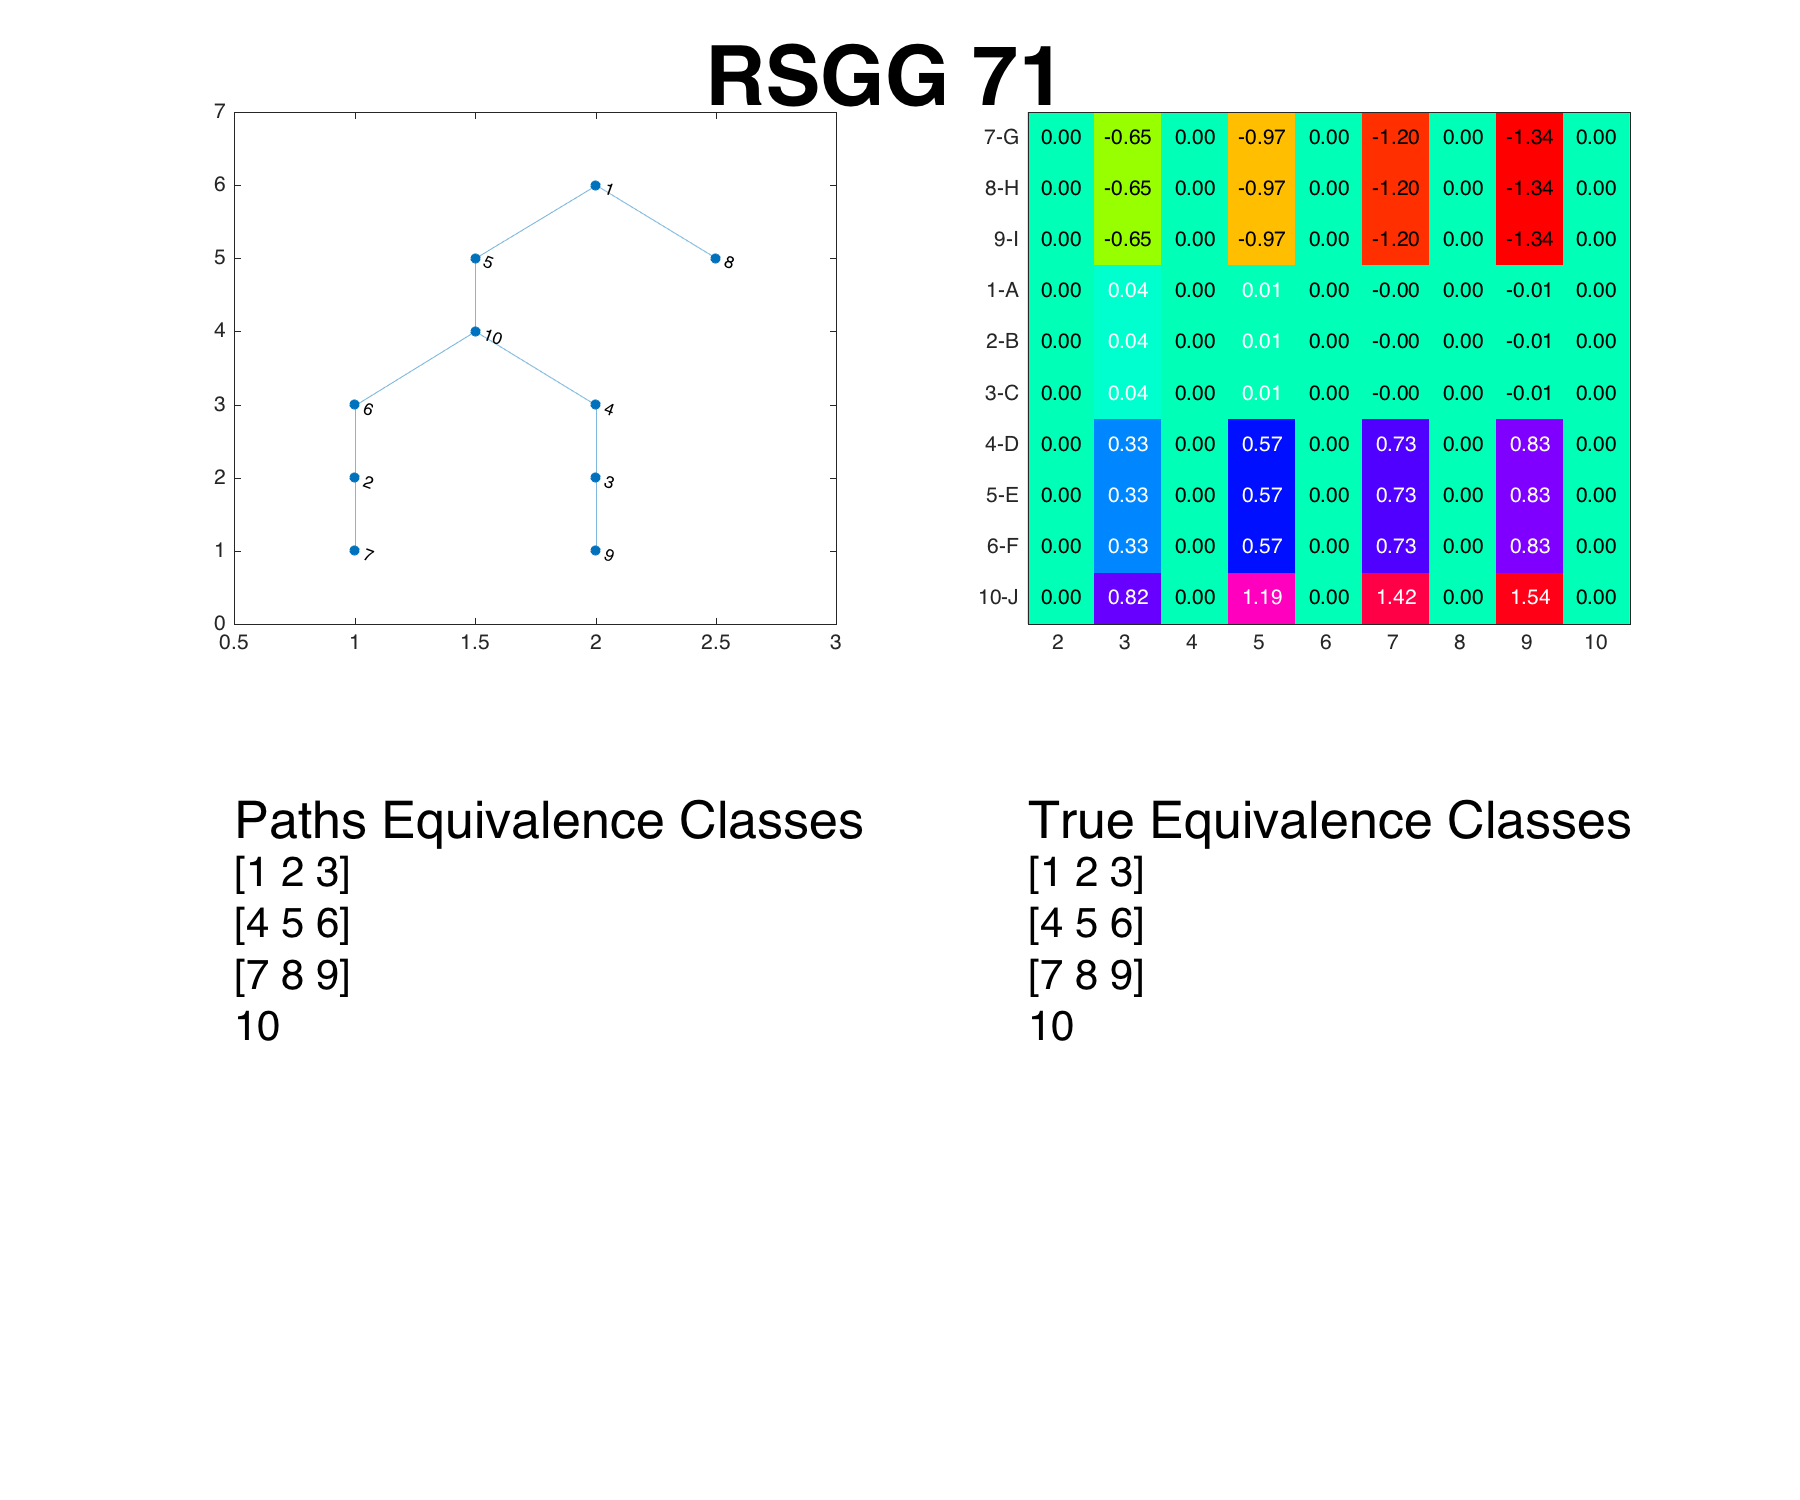 RSGG 71
7
6
5
4
3
2
1
0
0.5 1 1.5 2 2.5 3
1
5
8
10
6
4
2
3
7
9
7-G 0.00 -0.65 0.00 -0.97 0.00 -1.20 0.00 -1.34 0.00
8-H 0.00 -0.65 0.00 -0.97 0.00 -1.20 0.00 -1.34 0.00
9-I 0.00 -0.65 0.00 -0.97 0.00 -1.20 0.00 -1.34 0.00
1-A 0.00 0.04 0.00 0.01 0.00 -0.00 0.00 -0.01 0.00
2-B 0.00 0.04 0.00 0.01 0.00 -0.00 0.00 -0.01 0.00
3-C 0.00 0.04 0.00 0.01 0.00 -0.00 0.00 -0.01 0.00
4-D 0.00 0.33 0.00 0.57 0.00 0.73 0.00 0.83 0.00
5-E 0.00 0.33 0.00 0.57 0.00 0.73 0.00 0.83 0.00
6-F 0.00 0.33 0.00 0.57 0.00 0.73 0.00 0.83 0.00
10-J 0.00 0.82 0.00 1.19 0.00 1.42 0.00 1.54 0.00
2 3 4 5 6 7 8 9 10
Paths Equivalence Classes
[1 2 3]
[4 5 6]
[7 8 9]
10
True Equivalence Classes
[1 2 3]
[4 5 6]
[7 8 9]
10